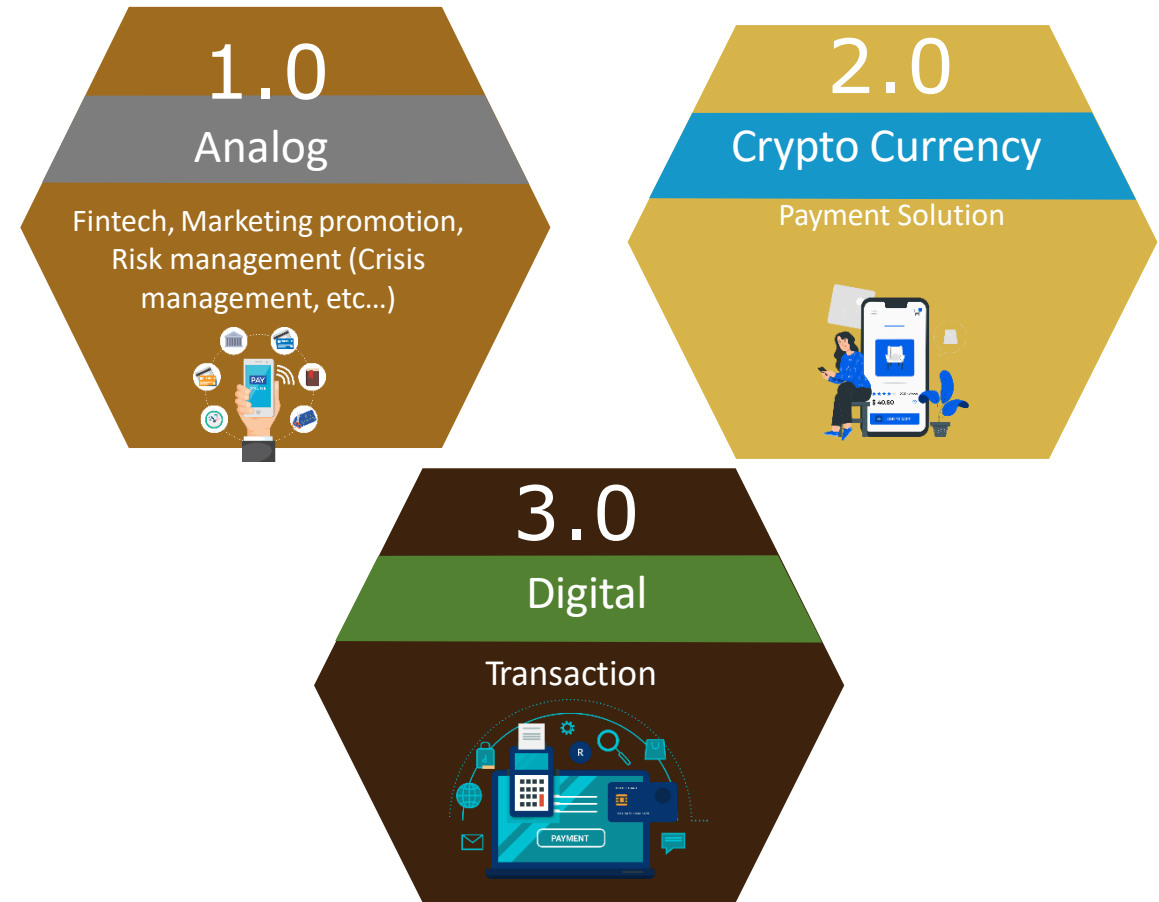 1.0
Analog
Fintech, Marketing promotion,
Risk management (Crisis
management, etc...)
PAY
2.0
Crypto Currency
Payment Solution
$ 40.50
3.0
Digital
Transaction
R
PAYMENT